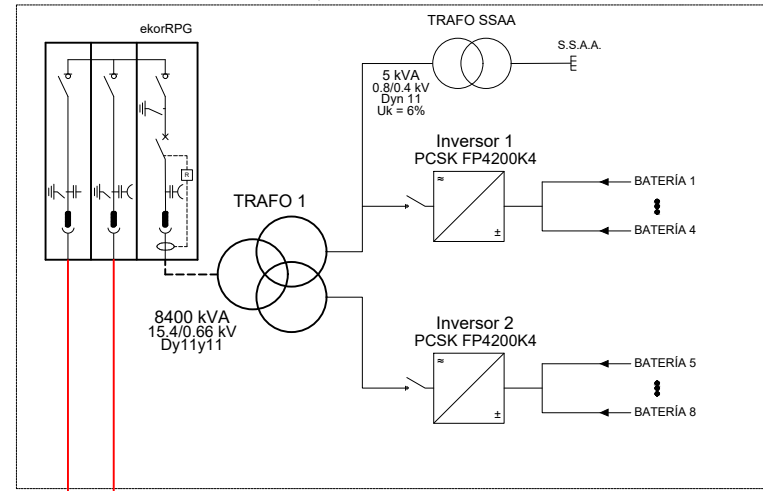 ekorRPG
R
TRAFO SSAA
S.S.A.A.
5 kVA
0.8/0.4 kV
Dyn 11
Uk = 6%
Inversor 1
PCSK FP4200K4
≈
±
BATERÍA 1
BATERÍA 4
TRAFO 1
8400 kVA
15.4/0.66 kV
Dy11y11
Inversor 2
PCSK FP4200K4
≈
±
BATERÍA 5
BATERÍA 8